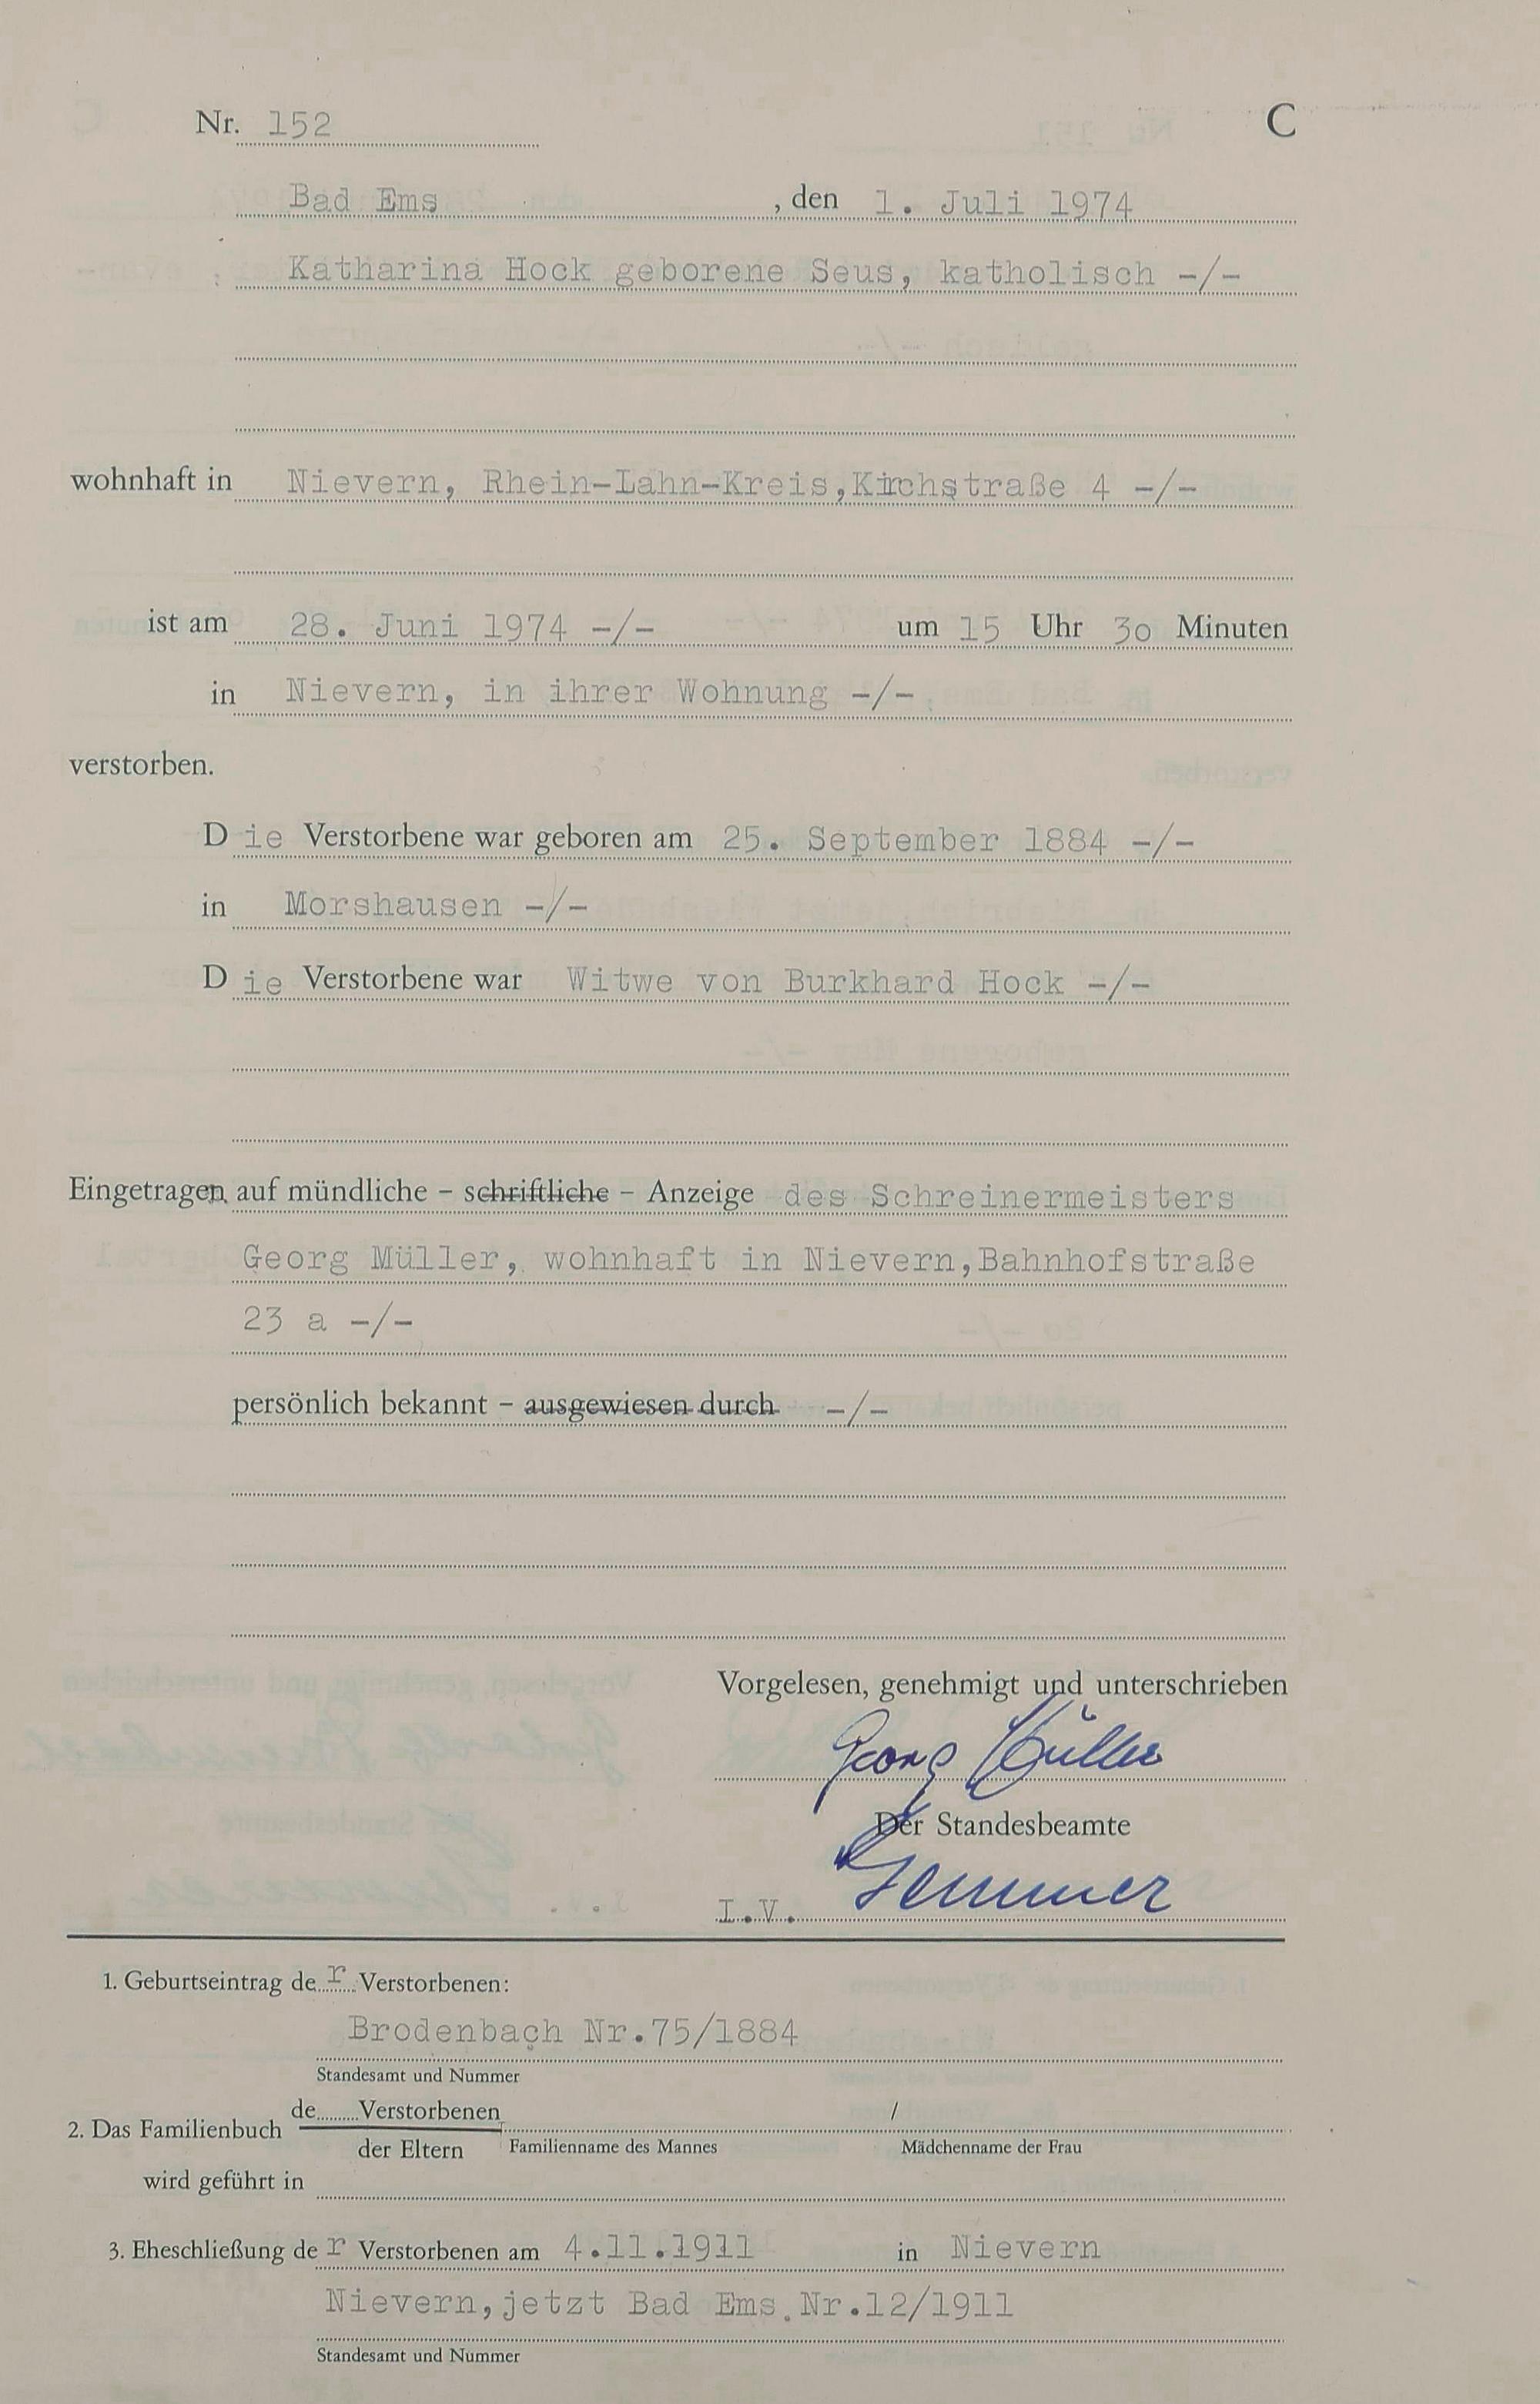 Nr. 152 C
Bad Ems , den 1. Juli 1974
Katharina Hock geborene Seus, katholisch -/-
wohnhaft in Nievern, Rhein-Lahn-Kreis,Kirchstraße 4 -/-
ist am 28. Juni 1974 -/- um 15 Uhr 30 Minuten
in Nievern, in ihrer Wohnung -/-
verstorben.
Die Verstorbene war geboren am 25. September 1884 -/-
in Morshausen -/-
Die Verstorbene war Witwe von Burkhard Hock -/-
Eingetragen auf mündliche - schriftliche - Anzeige des Schreinermeisters
Georg Müller, wohnhaft in Nievern,Bahnhofstraße
23 a -/-
persönlich bekannt - ausgewiesen durch -/-
Vorgelesen, genehmigt und unterschrieben
Georg Müller
Der Standesbeamte
I.V. Gemmer
1. Geburtseintrag der Verstorbenen:
Brodenbach Nr.75/1884
Standesamt und Nummer
de........Verstorbenen /
2. Das Familienbuch
der Eltern Familienname des Mannes Mädchenname der Frau
wird geführt in
3. Eheschließung der Verstorbenen am 4.11.1911 in Nievern
Nievern,jetzt Bad Ems.Nr.12/1911
Standesamt und Nummer